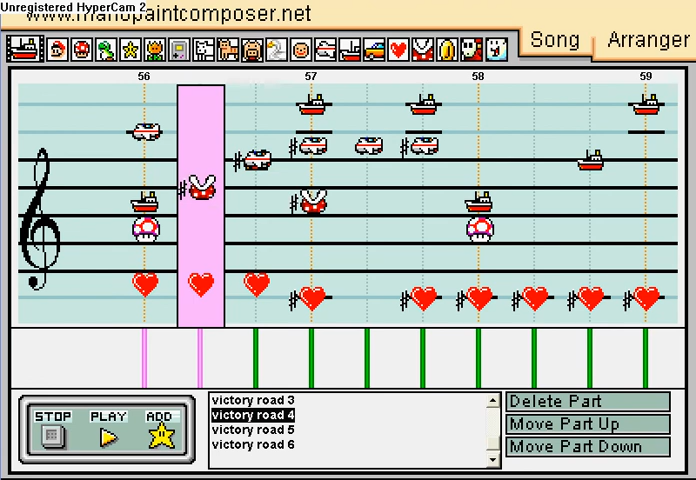 Unregistered HyperCam 2
www.mariopaintcomposer.net
Song
Arranger
56
57
58
59
STOP
PLAY
ADD
victory road 3
victory road 4
victory road 5
victory road 6
Delete Part
Move Part Up
Move Part Down